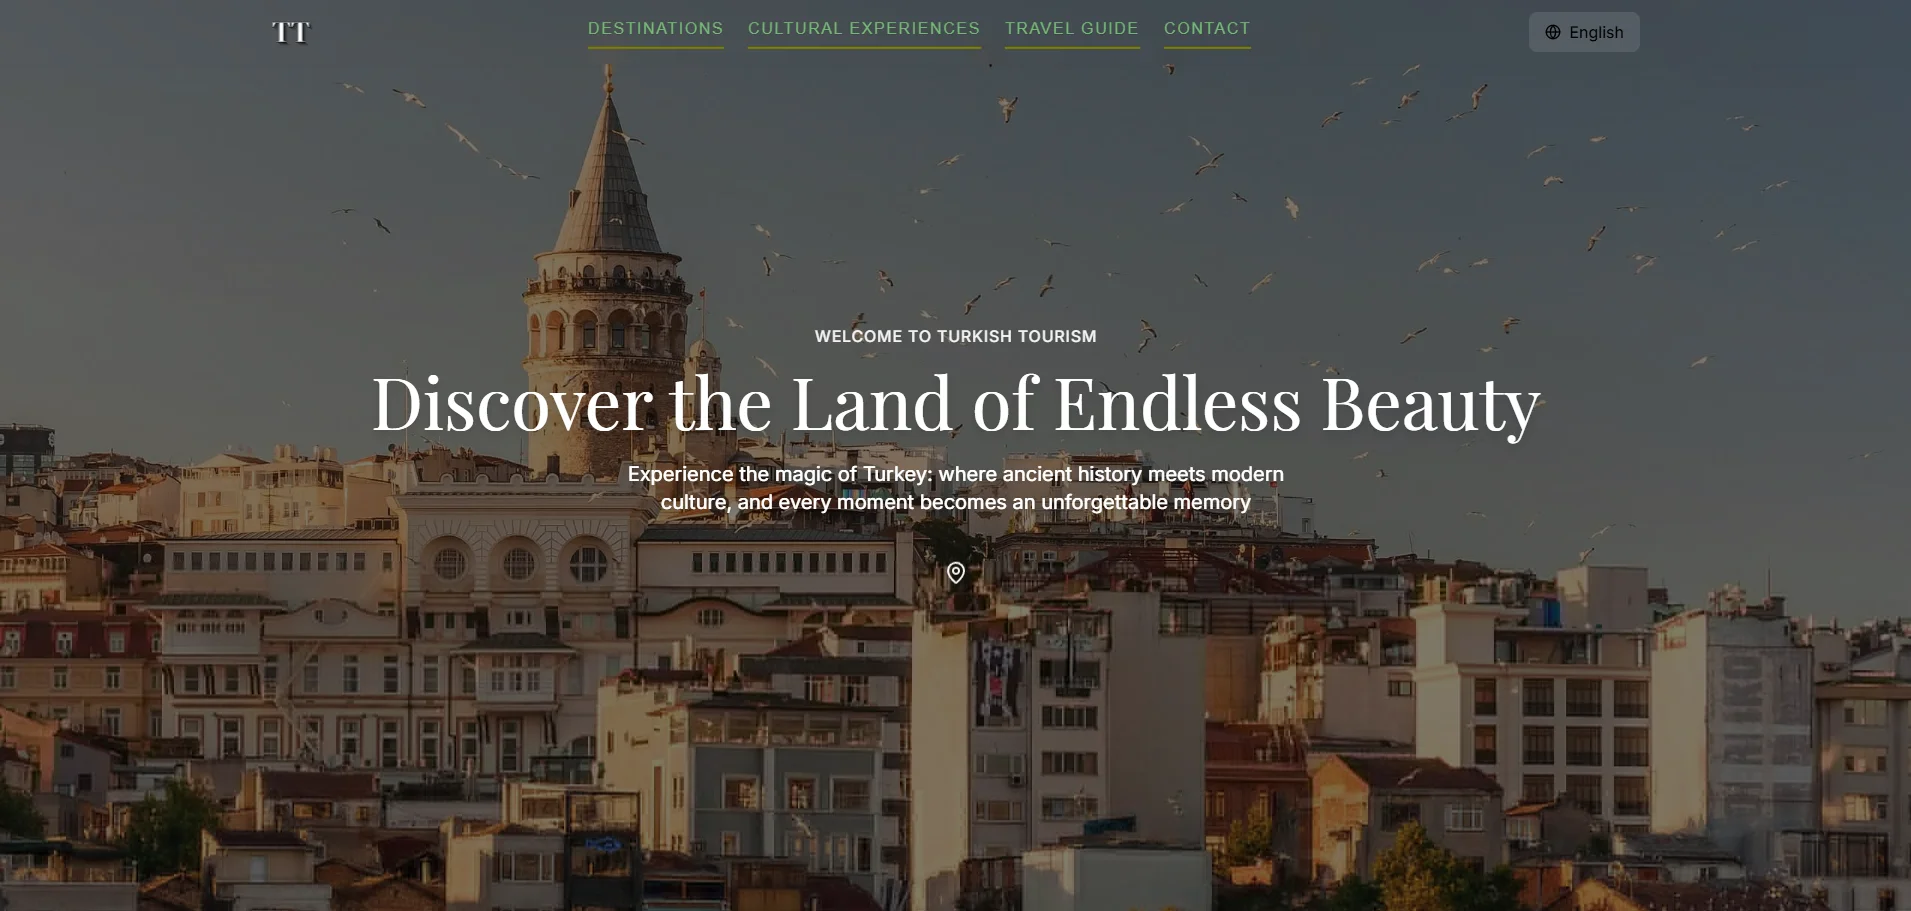 TT
DESTINATIONS
CULTURAL EXPERIENCES
TRAVEL GUIDE
CONTACT
English
WELCOME TO TURKISH TOURISM
Discover the Land of Endless Beauty
Experience the magic of Turkey: where ancient history meets modern
culture, and every moment becomes an unforgettable memory